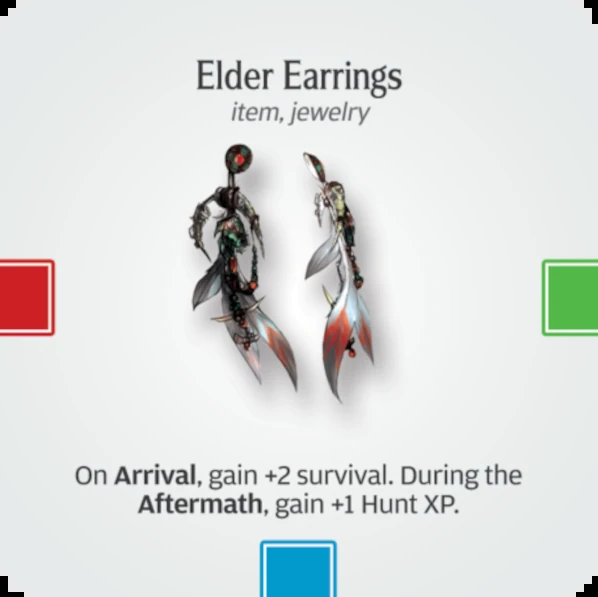 Elder Earrings
item, jewelry
On Arrival, gain +2 survival. During the
Aftermath, gain +1 Hunt XP.